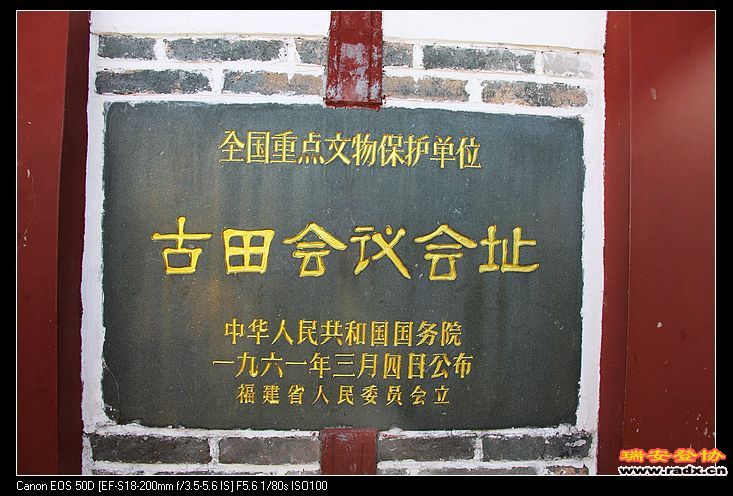 全国重点文物保护单位
古田会议会址
中华人民共和国国务院
一九六一年三月四日公布
福建省人民委员会立
瑞安登协
www.radx.cn
Canon EOS 50D [EF-S18-200mm f/3.5-5.6 IS] F5.6 1/80s ISO100